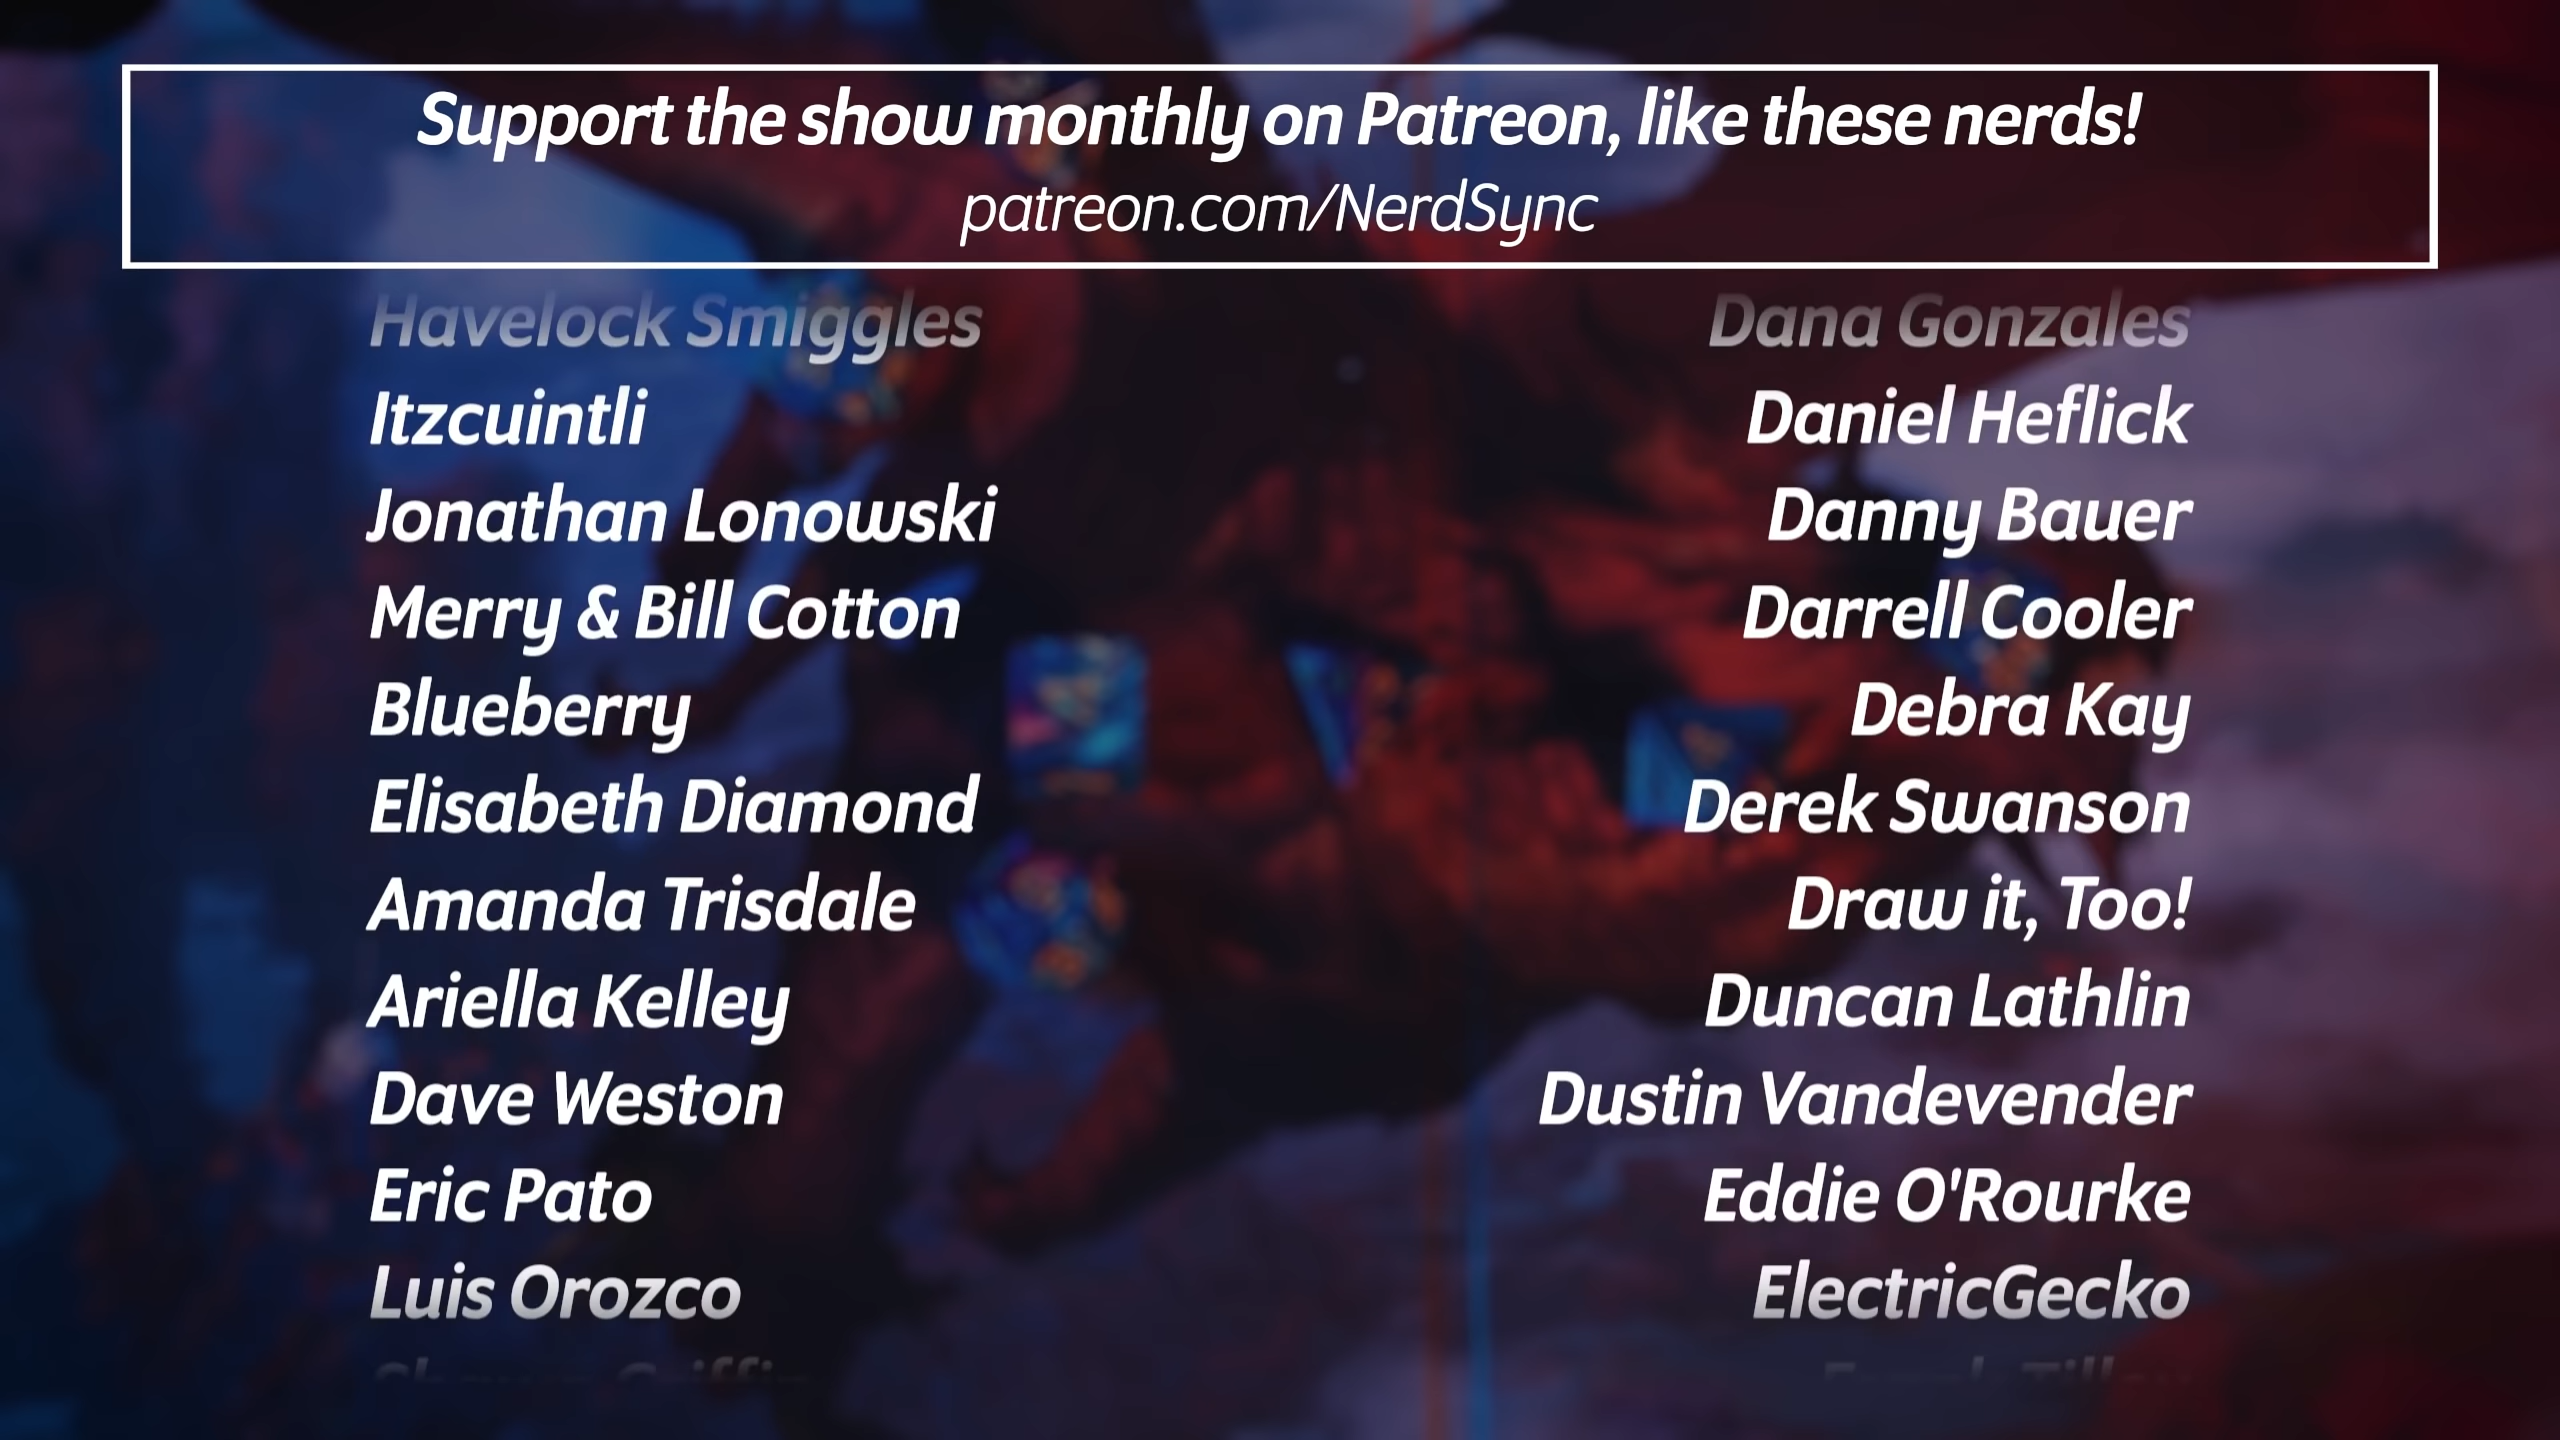 Support the show monthly on Patreon, like these nerds!
patreon.com/NerdSync
Havelock Smiggles
Itzcuintli
Jonathan Lonowski
Merry & Bill Cotton
Blueberry
Elisabeth Diamond
Amanda Trisdale
Ariella Kelley
Dave Weston
Eric Pato
Luis Orozco
Dana Gonzales
Daniel Heflick
Danny Bauer
Darrell Cooler
Debra Kay
Derek Swanson
Draw it, Too!
Duncan Lathlin
Dustin Vandevender
Eddie O'Rourke
ElectricGecko